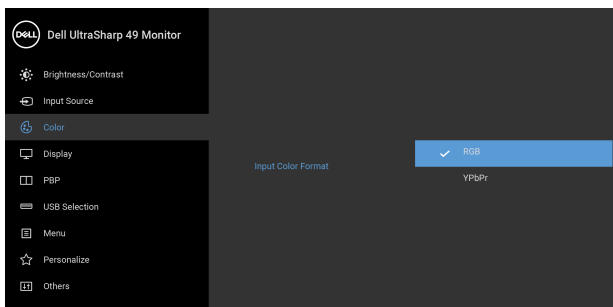 DELL
Dell UltraSharp 49 Monitor
Brightness/Contrast
Input Source
Color
Display
PBP
USB Selection
Menu
Personalize
Others
Input Color Format
RGB
YPbPr